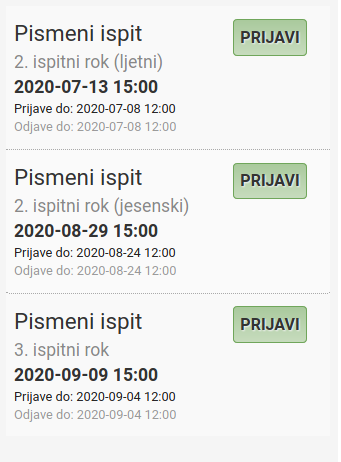 Pismeni ispit
PRIJAVI
2. ispitni rok (ljetni)
2020-07-13 15:00
Prijave do: 2020-07-08 12:00
Odjave do: 2020-07-08 12:00
Pismeni ispit
PRIJAVI
2. ispitni rok (jesenski)
2020-08-29 15:00
Prijave do: 2020-08-24 12:00
Odjave do: 2020-08-24 12:00
Pismeni ispit
PRIJAVI
3. ispitni rok
2020-09-09 15:00
Prijave do: 2020-09-04 12:00
Odjave do: 2020-09-04 12:00